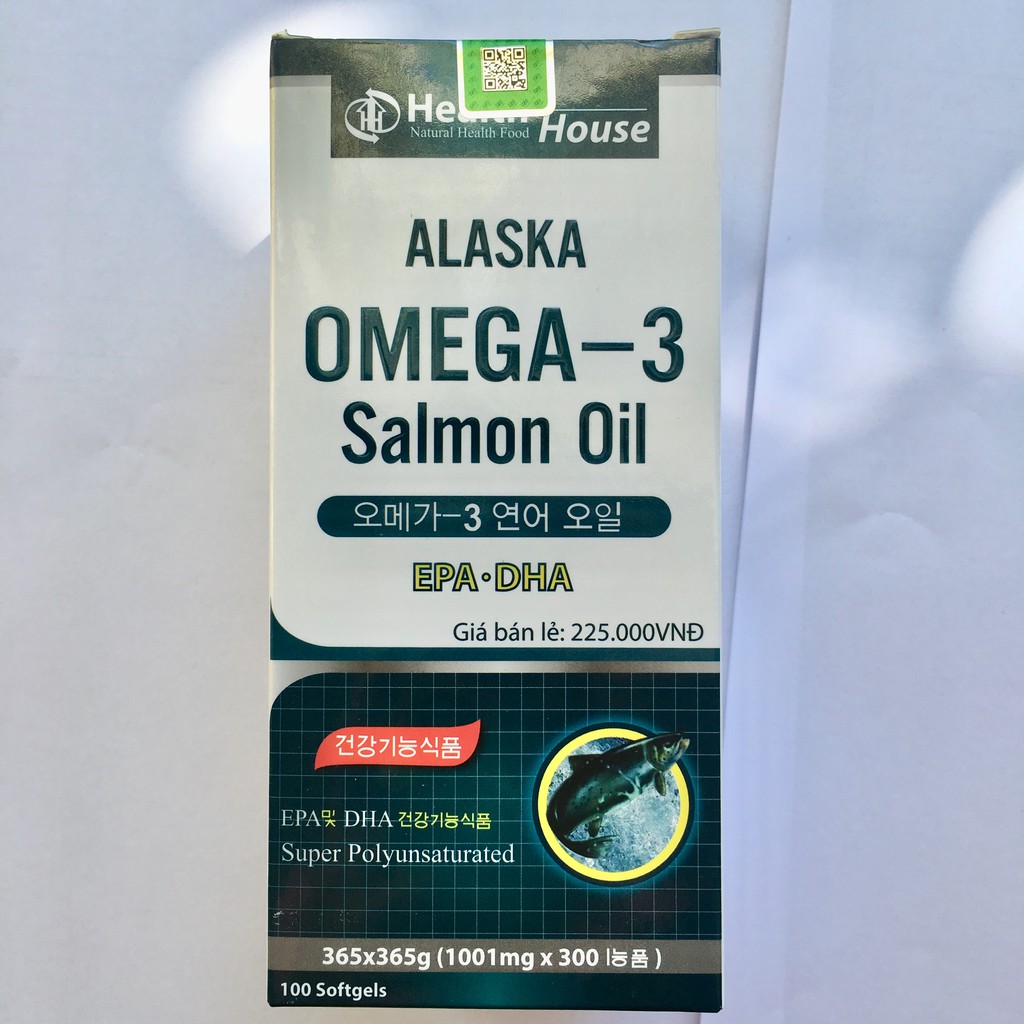 Health House
Natural Health Food
ALASKA
OMEGA-3
Salmon Oil
오메가-3 연어 오일
EPA·DHA
Giá bán lẻ: 225.000VNĐ
건강기능식품
EPA및 DHA 건강기능식품
Super Polyunsaturated
365x365g (1001mg x 300 |능품 )
100 Softgels